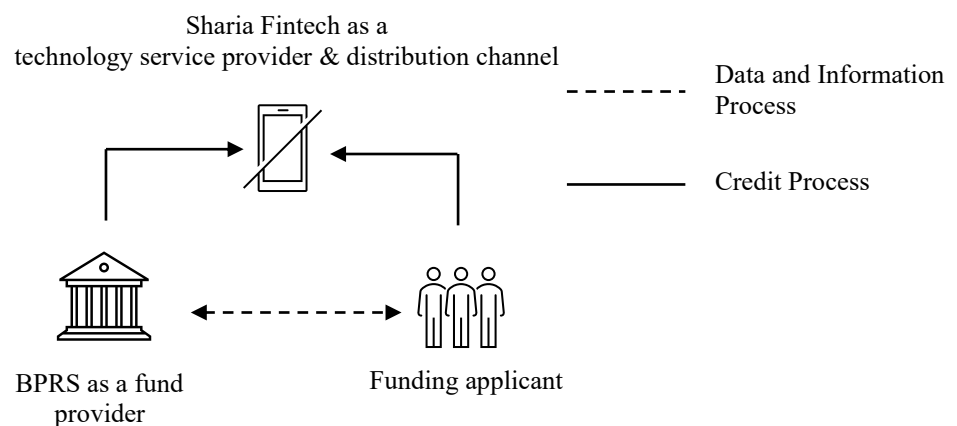 Sharia Fintech as a
technology service provider & distribution channel
Data and Information
Process
Credit Process
BPRS as a fund
provider
Funding applicant